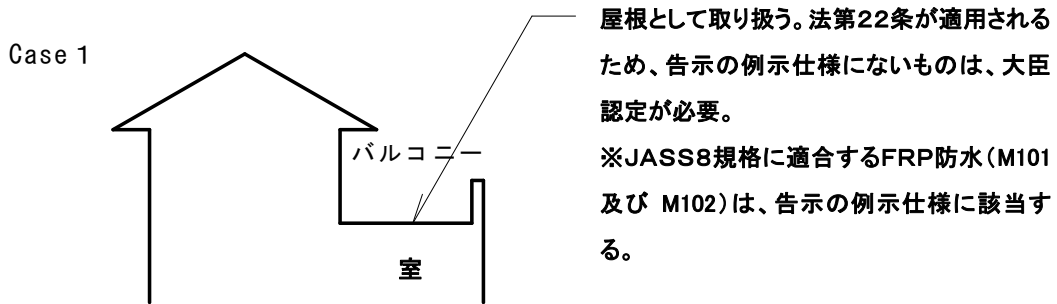 Case 1
バルコニー
室
屋根として取り扱う。法第22条が適用される
ため、告示の例示仕様にないものは、大臣
認定が必要。
※JASS8規格に適合するFRP防水(M101
及び M102)は、告示の例示仕様に該当す
る。